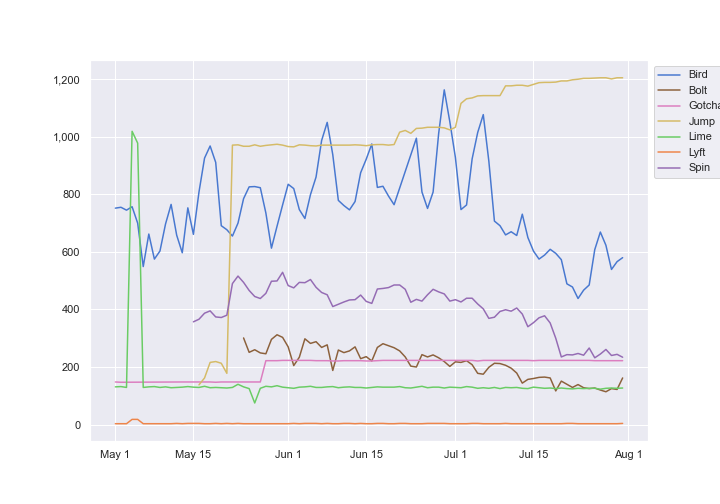 1,200
1,000
800
600
400
200
0
May 1
May 15
Jun 1
Jun 15
Jul 1
Jul 15
Aug 1
Bird
Bolt
Gotcha
Jump
Lime
Lyft
Spin